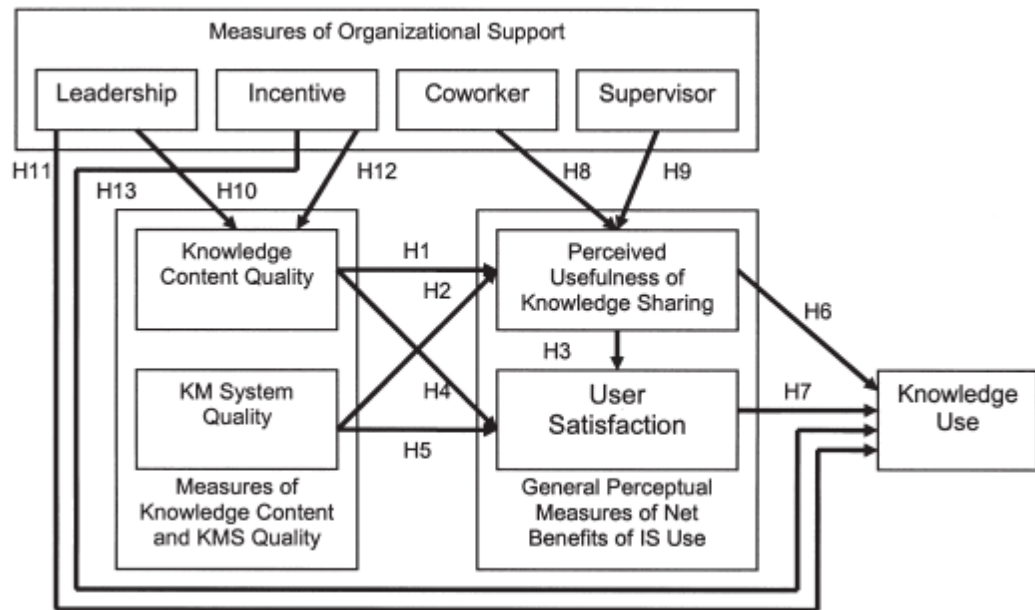 Measures of Organizational Support
Leadership
Incentive
Coworker
Supervisor
H11
H13
H10
H12
H8
H9
Knowledge
Content Quality
H1
H2
Perceived
Usefulness of
Knowledge Sharing
H6
H3
KM System
Quality
H4
H5
User
Satisfaction
H7
Knowledge
Use
Measures of
Knowledge Content
and KMS Quality
General Perceptual
Measures of Net
Benefits of IS Use